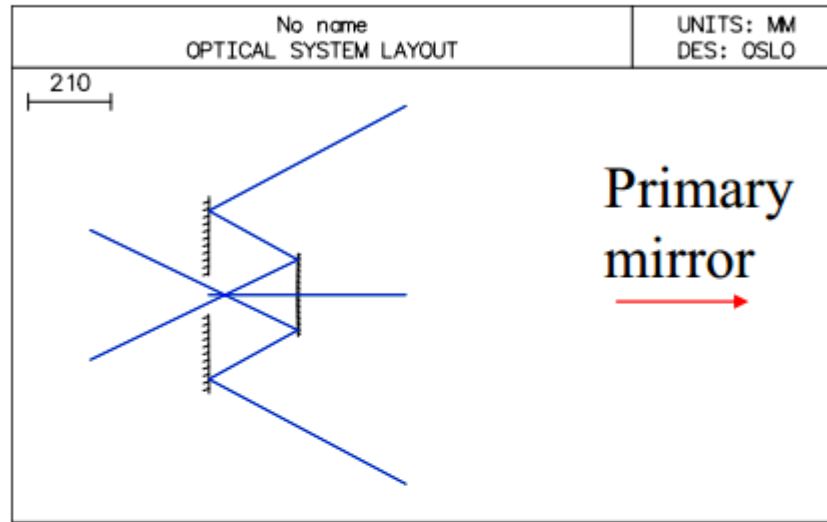 No name
OPTICAL SYSTEM LAYOUT
UNITS: MM
DES: OSLO
210
Primary
mirror